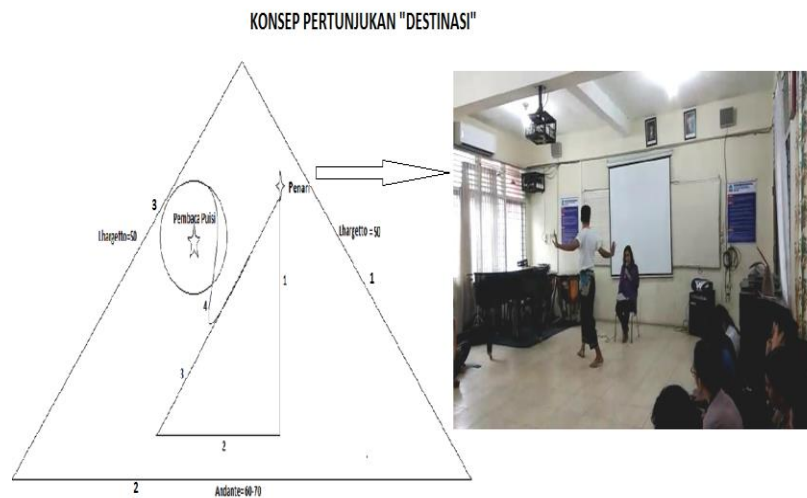 KONSEP PERTUNJUKAN "DESTINASI"
Penari
3
Pembaca Puisi
Lhargetto=50
Lhargetto =50
1
1
4
3
2
2
Andante=60-70